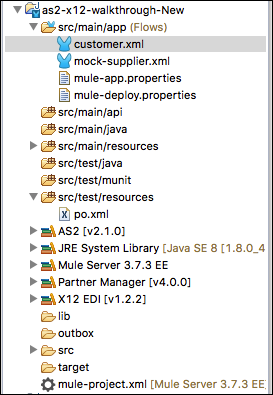 as2-x12-walkthrough-New
src/main/app (Flows)
customer.xml
mock-supplier.xml
mule-app.properties
mule-deploy.properties
src/main/api
src/main/java
src/main/resources
src/test/java
src/test/munit
src/test/resources
po.xml
AS2 [v2.1.0]
JRE System Library [Java SE 8 [1.8.0_4
Mule Server 3.7.3 EE
Partner Manager [v4.0.0]
X12 EDI [v1.2.2]
lib
outbox
src
target
mule-project.xml [Mule Server 3.7.3 EE]